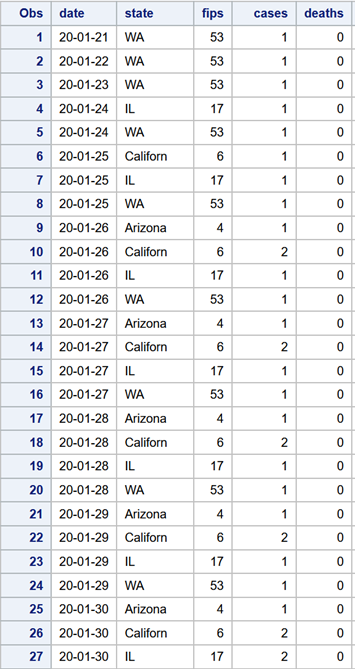 Obs date state fips cases deaths
1 20-01-21 WA 53 1 0
2 20-01-22 WA 53 1 0
3 20-01-23 WA 53 1 0
4 20-01-24 IL 17 1 0
5 20-01-24 WA 53 1 0
6 20-01-25 Californ 6 1 0
7 20-01-25 IL 17 1 0
8 20-01-25 WA 53 1 0
9 20-01-26 Arizona 4 1 0
10 20-01-26 Californ 6 2 0
11 20-01-26 IL 17 1 0
12 20-01-26 WA 53 1 0
13 20-01-27 Arizona 4 1 0
14 20-01-27 Californ 6 2 0
15 20-01-27 IL 17 1 0
16 20-01-27 WA 53 1 0
17 20-01-28 Arizona 4 1 0
18 20-01-28 Californ 6 2 0
19 20-01-28 IL 17 1 0
20 20-01-28 WA 53 1 0
21 20-01-29 Arizona 4 1 0
22 20-01-29 Californ 6 2 0
23 20-01-29 IL 17 1 0
24 20-01-29 WA 53 1 0
25 20-01-30 Arizona 4 1 0
26 20-01-30 Californ 6 2 0
27 20-01-30 IL 17 2 0